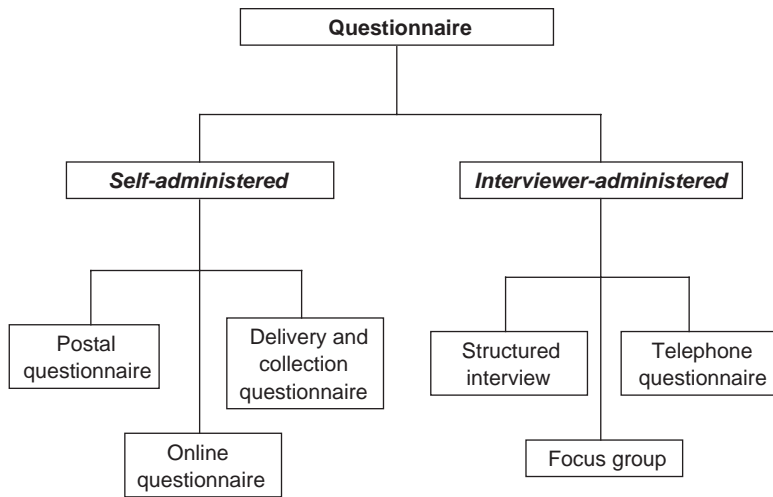 Questionnaire
Self-administered
Interviewer-administered
Postal
questionnaire
Delivery and
collection
questionnaire
Online
questionnaire
Structured
interview
Telephone
questionnaire
Focus group